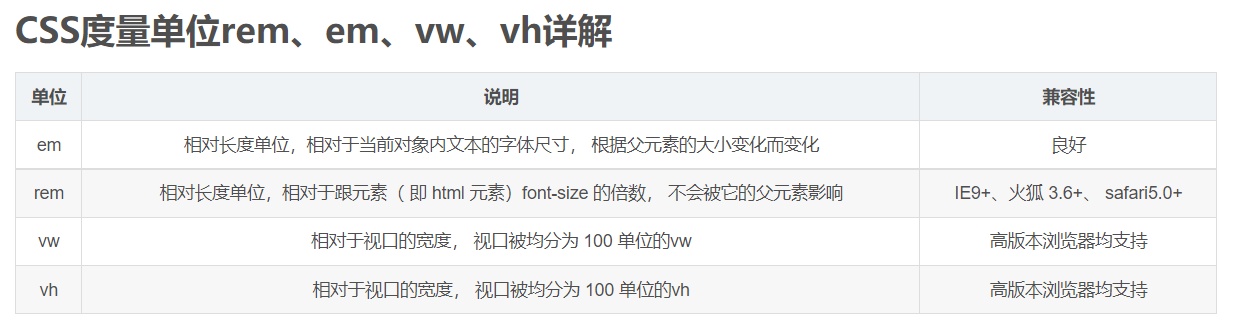 CSS度量单位rem、em、vw、vh详解
单位 说明 兼容性
em 相对长度单位，相对于当前对象内文本的字体尺寸， 根据父元素的大小变化而变化 良好
rem 相对长度单位，相对于跟元素（ 即 html 元素）font-size 的倍数， 不会被它的父元素影响 IE9+、火狐 3.6+、 safari5.0+
vw 相对于视口的宽度， 视口被均分为 100 单位的vw 高版本浏览器均支持
vh 相对于视口的宽度， 视口被均分为 100 单位的vh 高版本浏览器均支持